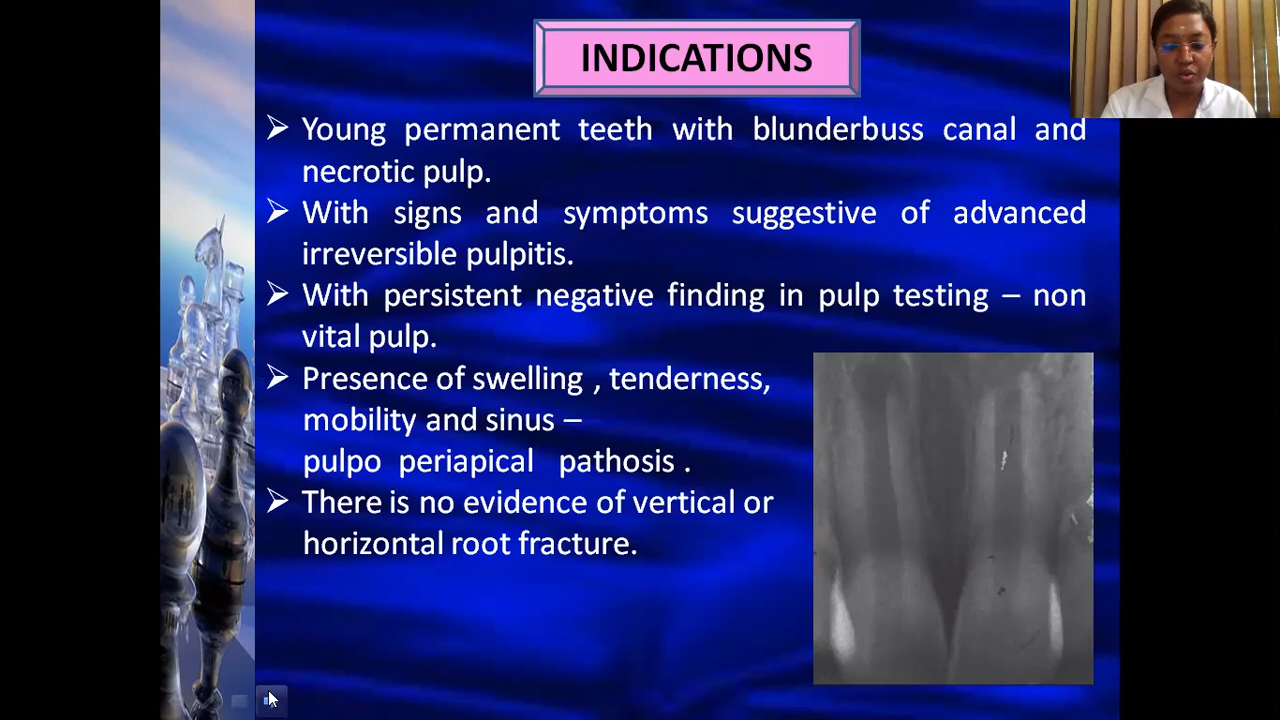 INDICATIONS
➢ Young permanent teeth with blunderbuss canal and
necrotic pulp.
➢ With signs and symptoms suggestive of advanced
irreversible pulpitis.
➢ With persistent negative finding in pulp testing – non
vital pulp.
➢ Presence of swelling , tenderness,
mobility and sinus –
pulpo periapical pathosis .
➢ There is no evidence of vertical or
horizontal root fracture.